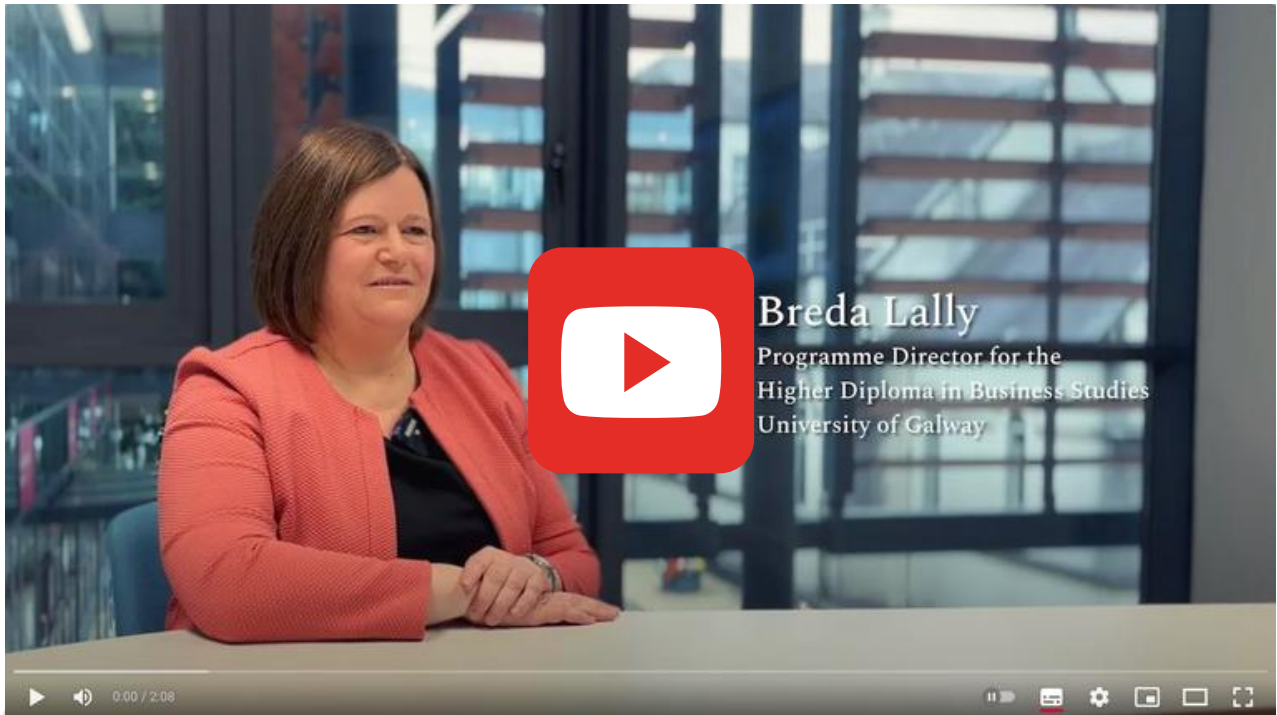 Breda Lally
Programme Director for the
Higher Diploma in Business Studies
University of Galway
0:00 / 2:08